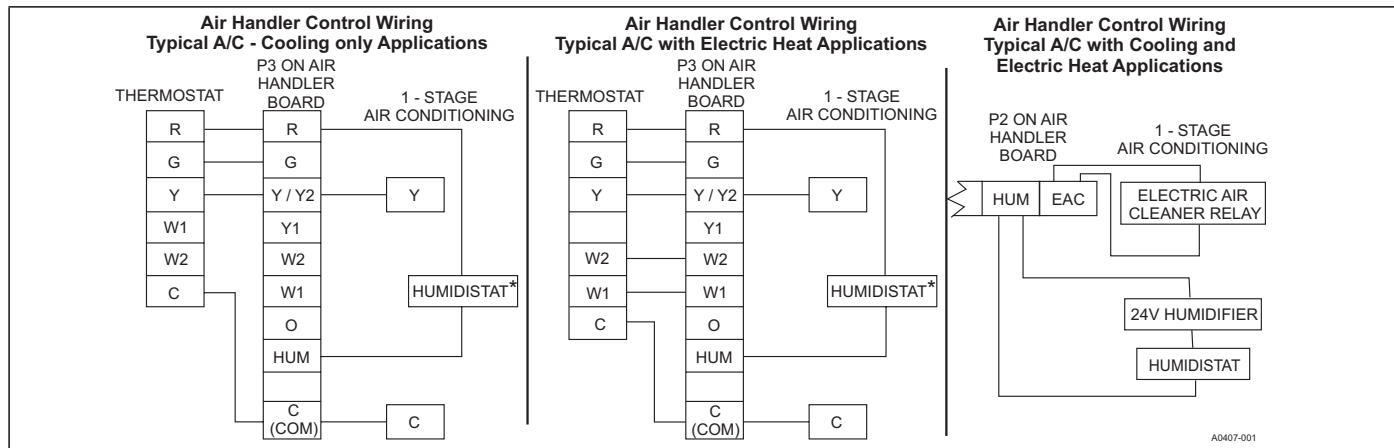 Air Handler Control Wiring
Typical A/C - Cooling only Applications
THERMOSTAT
P3 ON AIR
HANDLER
BOARD
1 - STAGE
AIR CONDITIONING
R
G
Y
W1
W2
C
R
G
Y / Y2
Y1
W2
W1
O
HUM
C
(COM)
Y
HUMIDISTAT*
C
Air Handler Control Wiring
Typical A/C with Electric Heat Applications
THERMOSTAT
P3 ON AIR
HANDLER
BOARD
1 - STAGE
AIR CONDITIONING
R
G
Y
W2
W1
C
R
G
Y / Y2
Y1
W2
W1
O
HUM
C
(COM)
Y
HUMIDISTAT*
C
Air Handler Control Wiring
Typical A/C with Cooling and
Electric Heat Applications
P2 ON AIR
HANDLER
BOARD
1 - STAGE
AIR CONDITIONING
HUM
EAC
ELECTRIC AIR
CLEANER RELAY
24V HUMIDIFIER
HUMIDISTAT
A0407-001